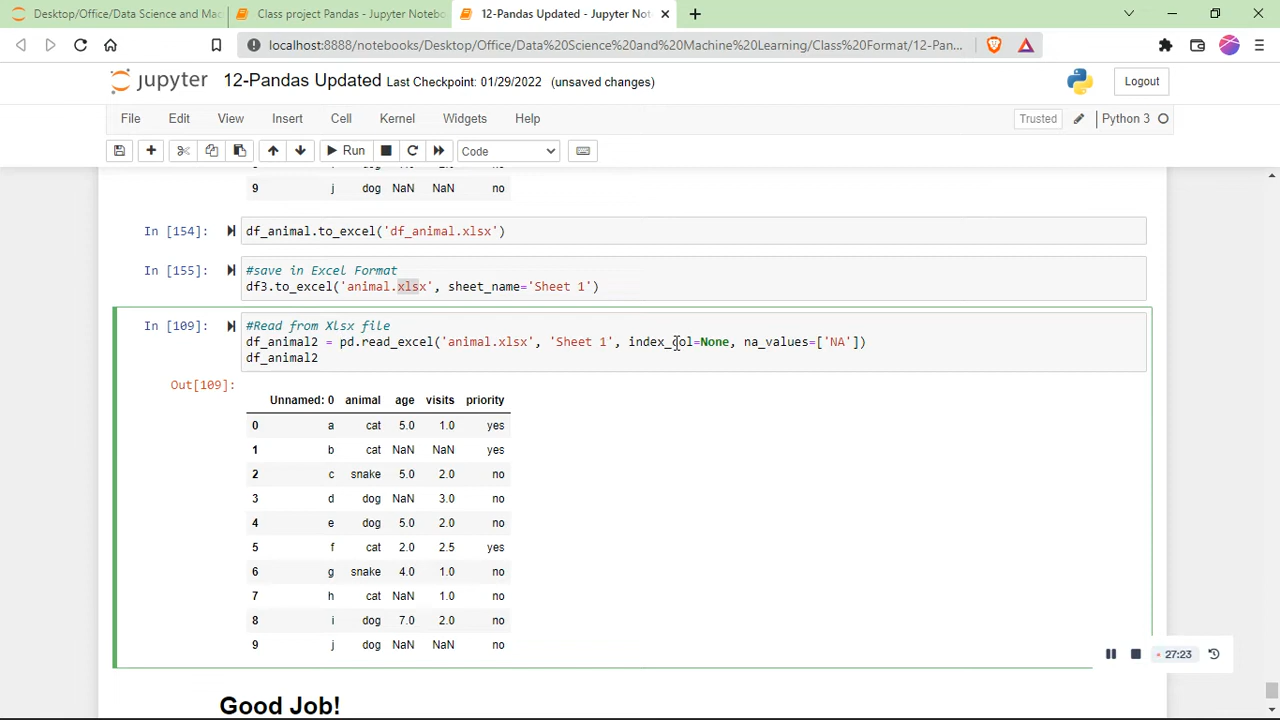 Desktop/Office/Data Science and Mac
Class project Pandas - Jupyter Notebo
12-Pandas Updated - Jupyter Not
localhost:8888/notebooks/Desktop/Office/Data%20Science%20and%20Machine%20Learning/Class%20Format/12-Pan...
jupyter 12-Pandas Updated Last Checkpoint: 01/29/2022 (unsaved changes) Logout
File Edit View Insert Cell Kernel Widgets Help Trusted Python 3
Run Code
9 j dog NaN NaN no
In [154]: df_animal.to_excel('df_animal.xlsx')
In [155]: #save in Excel Format
df3.to_excel('animal.xlsx', sheet_name='Sheet 1')
In [109]: #Read from Xlsx file
df_animal2 = pd.read_excel('animal.xlsx', 'Sheet 1', index_col=None, na_values=['NA'])
df_animal2
Out[109]:
Unnamed: 0 animal age visits priority
0 a cat 5.0 1.0 yes
1 b cat NaN NaN yes
2 c snake 5.0 2.0 no
3 d dog NaN 3.0 no
4 e dog 5.0 2.0 no
5 f cat 2.0 2.5 yes
6 g snake 4.0 1.0 no
7 h cat NaN 1.0 no
8 i dog 7.0 2.0 no
9 j dog NaN NaN no
27:23
Good Job!